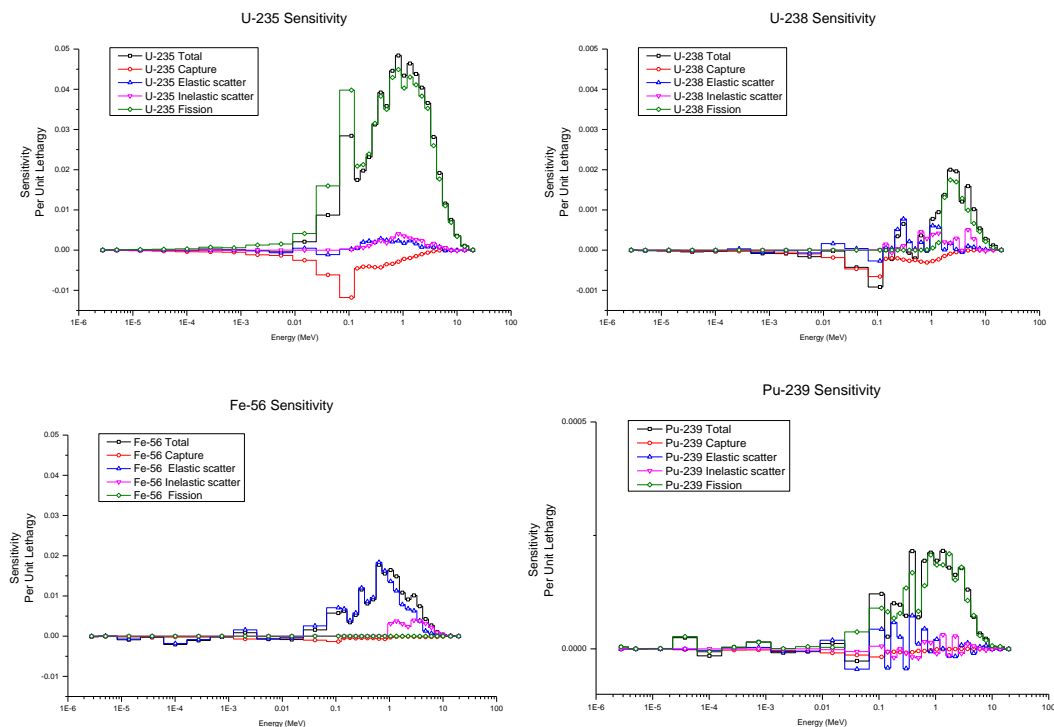 U-235 Sensitivity
U-235 Total
U-235 Capture
U-235 Elastic scatter
U-235 Inelastic scatter
U-235 Fission
Sensitivity
Per Unit Lethargy
0.05
0.04
0.03
0.02
0.01
0.00
-0.01
1E-6 1E-5 1E-4 1E-3 0.01 0.1 1 10 100
Energy (MeV)
U-238 Sensitivity
U-238 Total
U-238 Capture
U-238 Elastic scatter
U-238 Inelastic scatter
U-238 Fission
Sensitivity
Per Unit Lethargy
0.005
0.004
0.003
0.002
0.001
0.000
-0.001
1E-6 1E-5 1E-4 1E-3 0.01 0.1 1 10 100
Energy (MeV)
Fe-56 Sensitivity
Fe-56 Total
Fe-56 Capture
Fe-56 Elastic scatter
Fe-56 Inelastic scatter
Fe-56 Fission
Sensitivity
Per Unit Lethargy
0.05
0.04
0.03
0.02
0.01
0.00
-0.01
1E-6 1E-5 1E-4 1E-3 0.01 0.1 1 10 100
Energy (MeV)
Pu-239 Sensitivity
Pu-239 Total
Pu-239 Capture
Pu-239 Elastic scatter
Pu-239 Inelastic scatter
Pu-239 Fission
Sensitivity
Per Unit Lethargy
0.0005
0.0000
1E-6 1E-5 1E-4 1E-3 0.01 0.1 1 10 100
Energy (MeV)